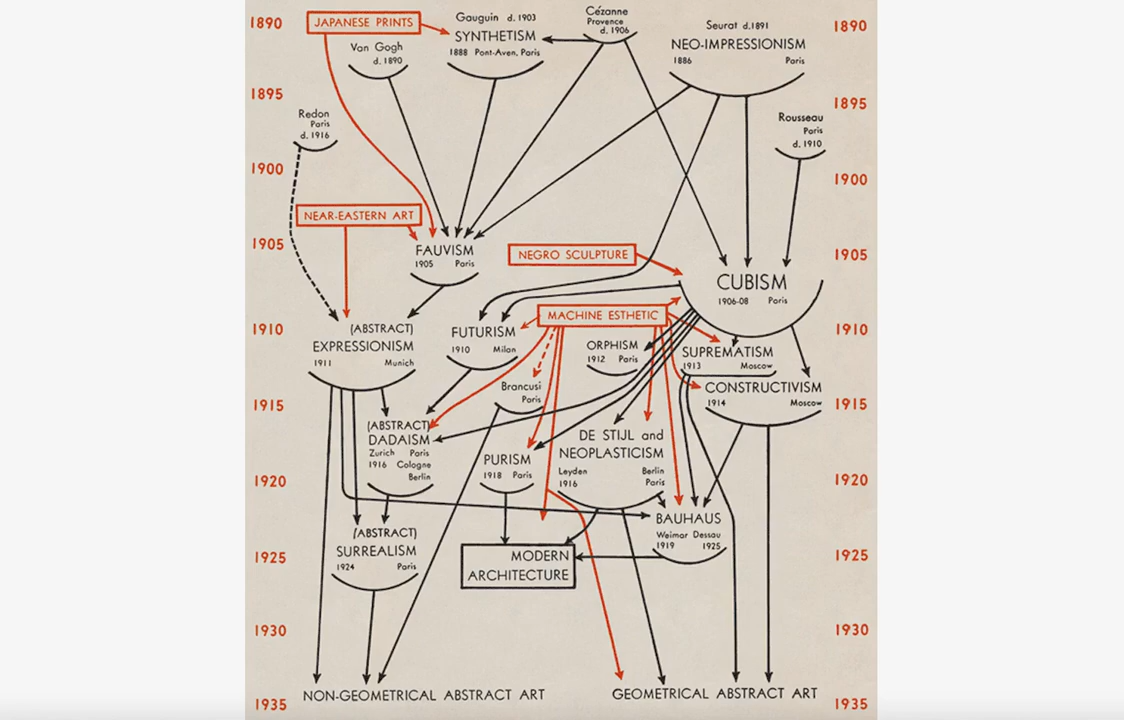 1890
JAPANESE PRINTS
Gauguin d. 1903
SYNTHETISM
1888 Pont-Aven, Paris
Cézanne
Provence
d. 1906
Seurat d.1891
NEO-IMPRESSIONISM
1886 Paris
1890
Van Gogh
d. 1890
1895
1895
Redon
Paris
d. 1916
Rousseau
Paris
d. 1910
1900
1900
NEAR-EASTERN ART
1905
FAUVISM
1905 Paris
NEGRO SCULPTURE
1905
CUBISM
1906-08 Paris
1910
(ABSTRACT)
EXPRESSIONISM
1911 Munich
FUTURISM
1910 Milan
MACHINE ESTHETIC
1910
ORPHISM
1912 Paris
SUPREMATISM
1913 Moscow
Brancusi
Paris
CONSTRUCTIVISM
1914 Moscow
1915
1915
(ABSTRACT)
DADAISM
Zurich Paris
1916 Cologne
Berlin
PURISM
1918 Paris
DE STIJL and
NEOPLASTICISM
Leyden Berlin
1916 Paris
1920
1920
(ABSTRACT)
SURREALISM
1924 Paris
BAUHAUS
Weimar Dessau
1919 1925
1925
MODERN
ARCHITECTURE
1925
1930
1930
NON-GEOMETRICAL ABSTRACT ART
GEOMETRICAL ABSTRACT ART
1935
1935